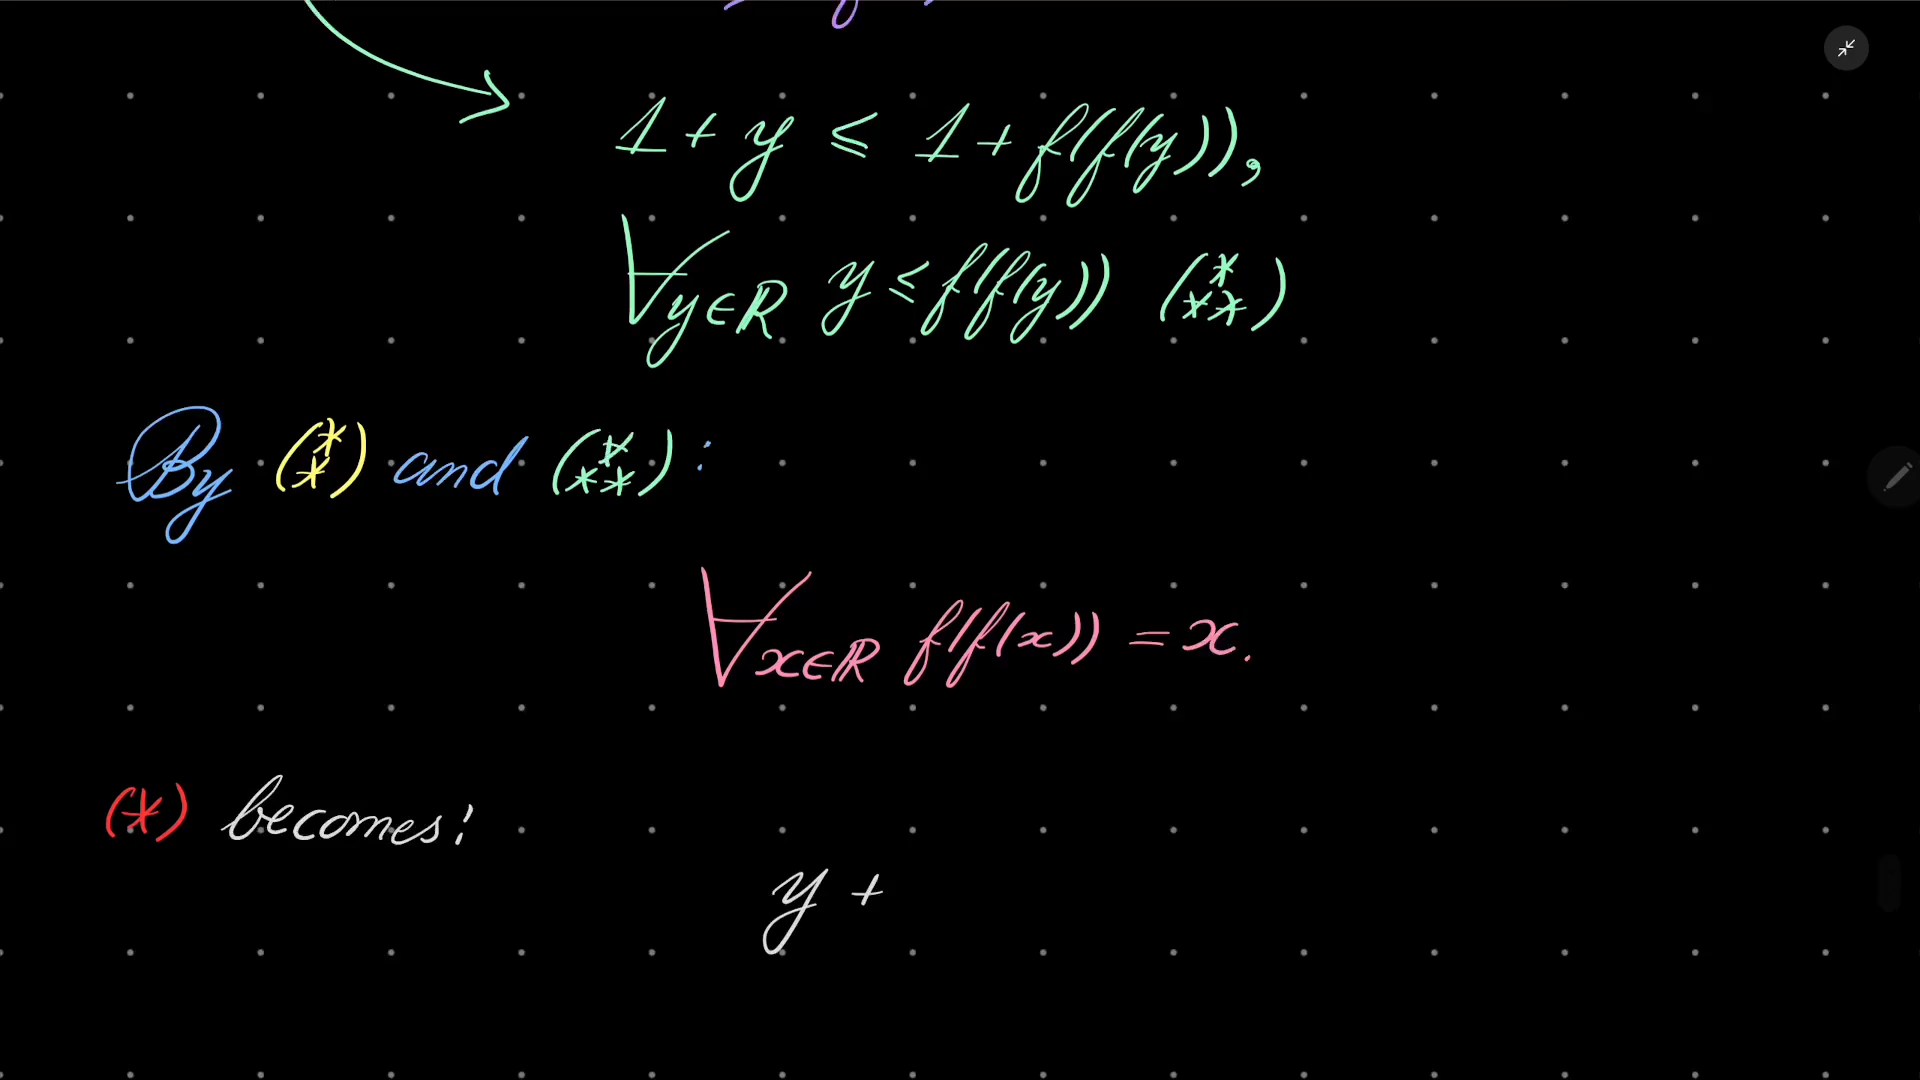 1 + y ≤ 1 + f(f(y)),
∀y∈ℝ y ≤ f(f(y)) (***)
By (**) and (***) :
∀x∈ℝ f(f(x)) = x.
(*) becomes:
y +